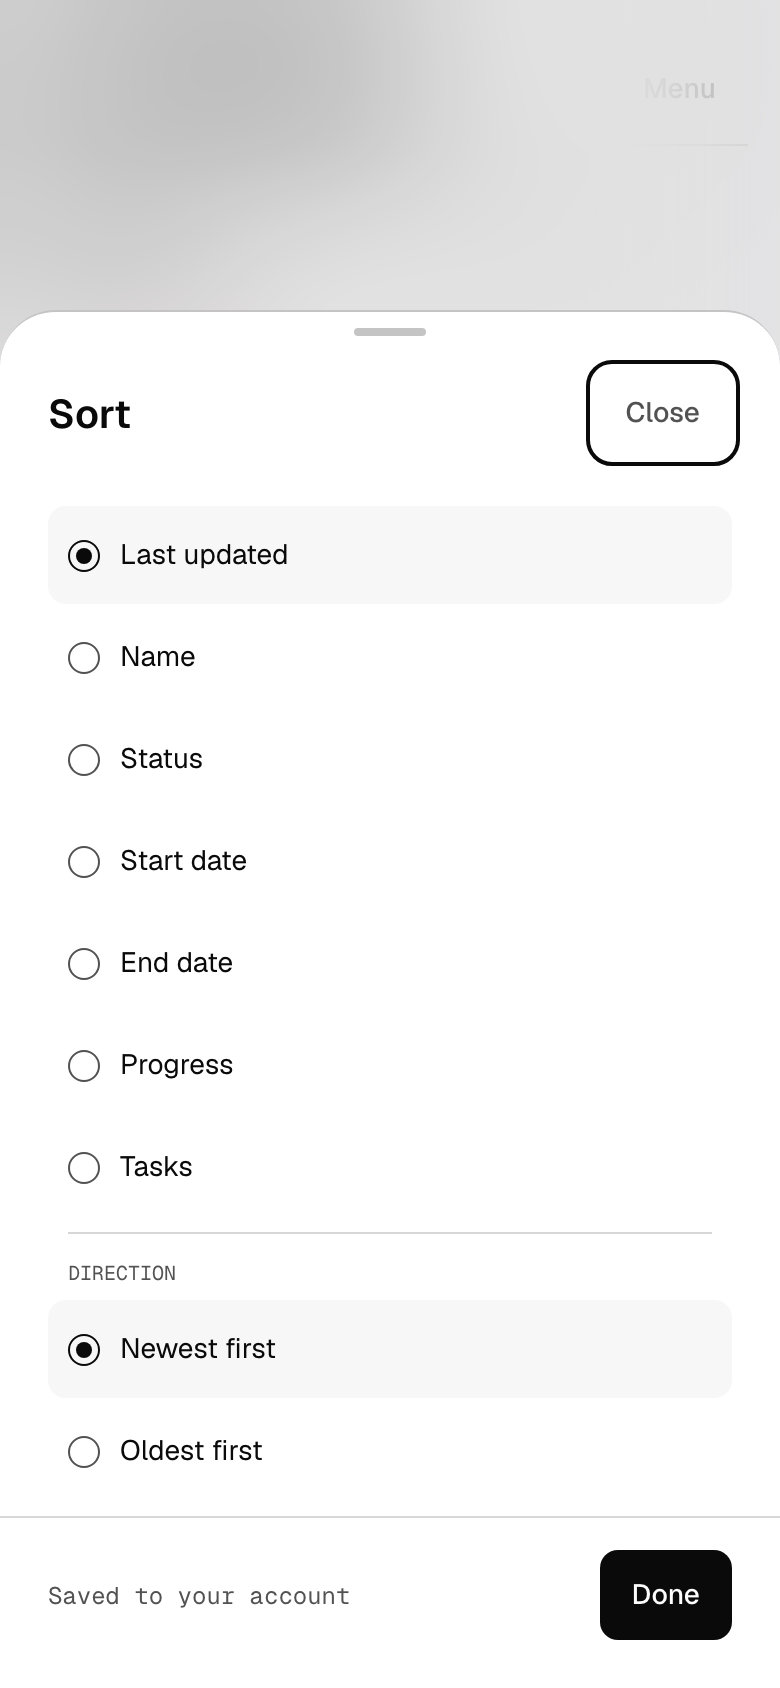 Menu
Sort
Close
Last updated
Name
Status
Start date
End date
Progress
Tasks
DIRECTION
Newest first
Oldest first
Saved to your account
Done